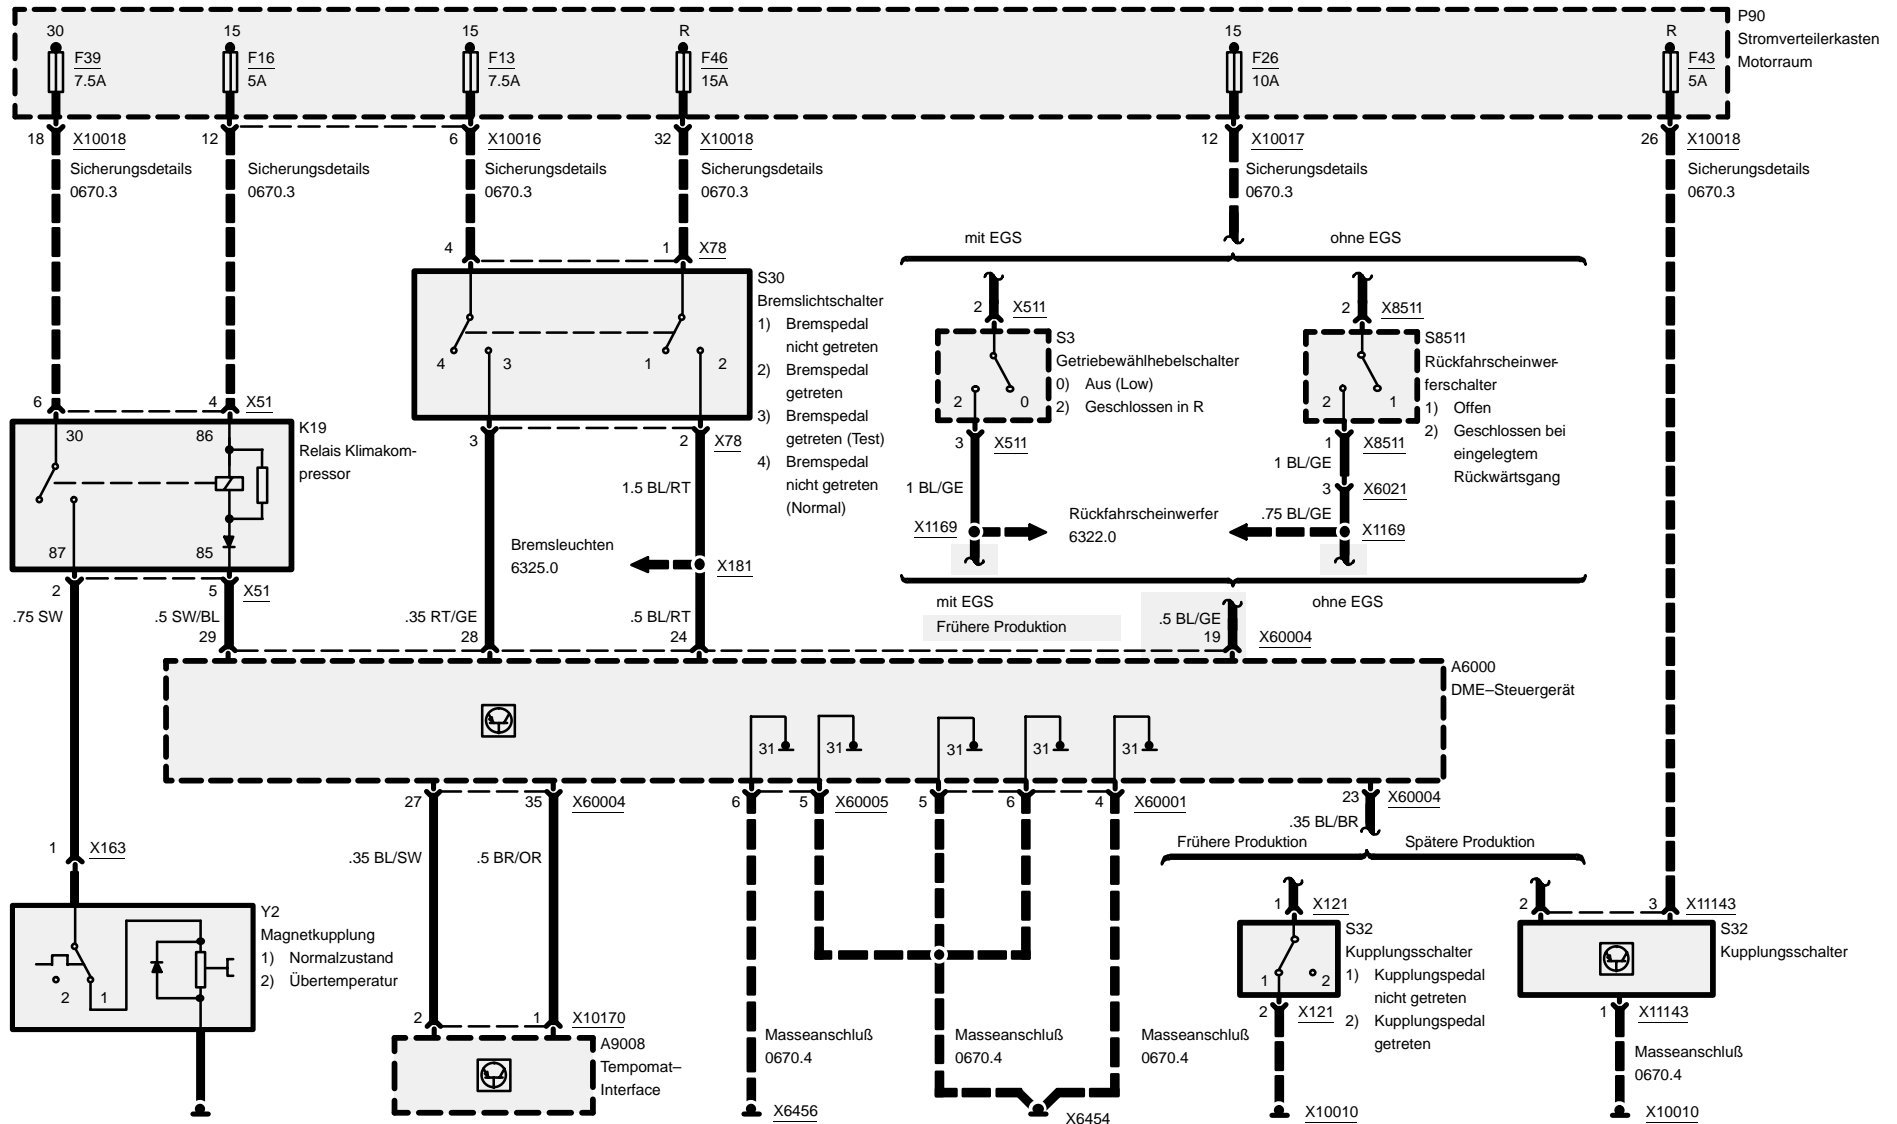 30
15
15
R
15
R
P90
Stromverteilerkasten
Motorraum
F39
7.5A
F16
5A
F13
7.5A
F46
15A
F26
10A
F43
5A
18
X10018
12
6
X10016
32
X10018
12
X10017
26
X10018
Sicherungsdetails
0670.3
Sicherungsdetails
0670.3
Sicherungsdetails
0670.3
Sicherungsdetails
0670.3
Sicherungsdetails
0670.3
Sicherungsdetails
0670.3
mit EGS
ohne EGS
4
1
X78
S30
Bremslichtschalter
1) Bremspedal
nicht getreten
2) Bremspedal
getreten
3) Bremspedal
getreten (Test)
4) Bremspedal
nicht getreten
(Normal)
4
3
1
2
3
2
X78
2
X511
S3
Getriebewählhebelschalter
0) Aus (Low)
2) Geschlossen in R
2
0
3
X511
1 BL/GE
X1169
2
X8511
S8511
Rückfahrscheinwer-
ferschalter
1) Offen
2) Geschlossen bei
eingelegtem
Rückwärtsgang
2
1
1
X8511
1 BL/GE
3
X6021
.75 BL/GE
X1169
Rückfahrscheinwerfer
6322.0
6
4
X51
K19
Relais Klimakom-
pressor
30
86
87
85
2
5
X51
.75 SW
.5 SW/BL
29
1.5 BL/RT
Bremsleuchten
6325.0
X181
.35 RT/GE
28
.5 BL/RT
24
mit EGS
ohne EGS
Frühere Produktion
.5 BL/GE
19
X60004
A6000
DME–Steuergerät
31
31
31
31
31
27
35
X60004
6
5
X60005
5
6
4
X60001
23
X60004
.35 BL/BR
.35 BL/SW
.5 BR/OR
Frühere Produktion
Spätere Produktion
1
X163
Y2
Magnetkupplung
1) Normalzustand
2) Übertemperatur
2
1
2
1
X10170
A9008
Tempomat–
Interface
Masseanschluß
0670.4
Masseanschluß
0670.4
Masseanschluß
0670.4
X6456
X6454
1
X121
S32
Kupplungsschalter
1) Kupplungspedal
nicht getreten
2) Kupplungspedal
getreten
1
2
2
X121
X10010
2
3
X11143
S32
Kupplungsschalter
1
X11143
Masseanschluß
0670.4
X10010